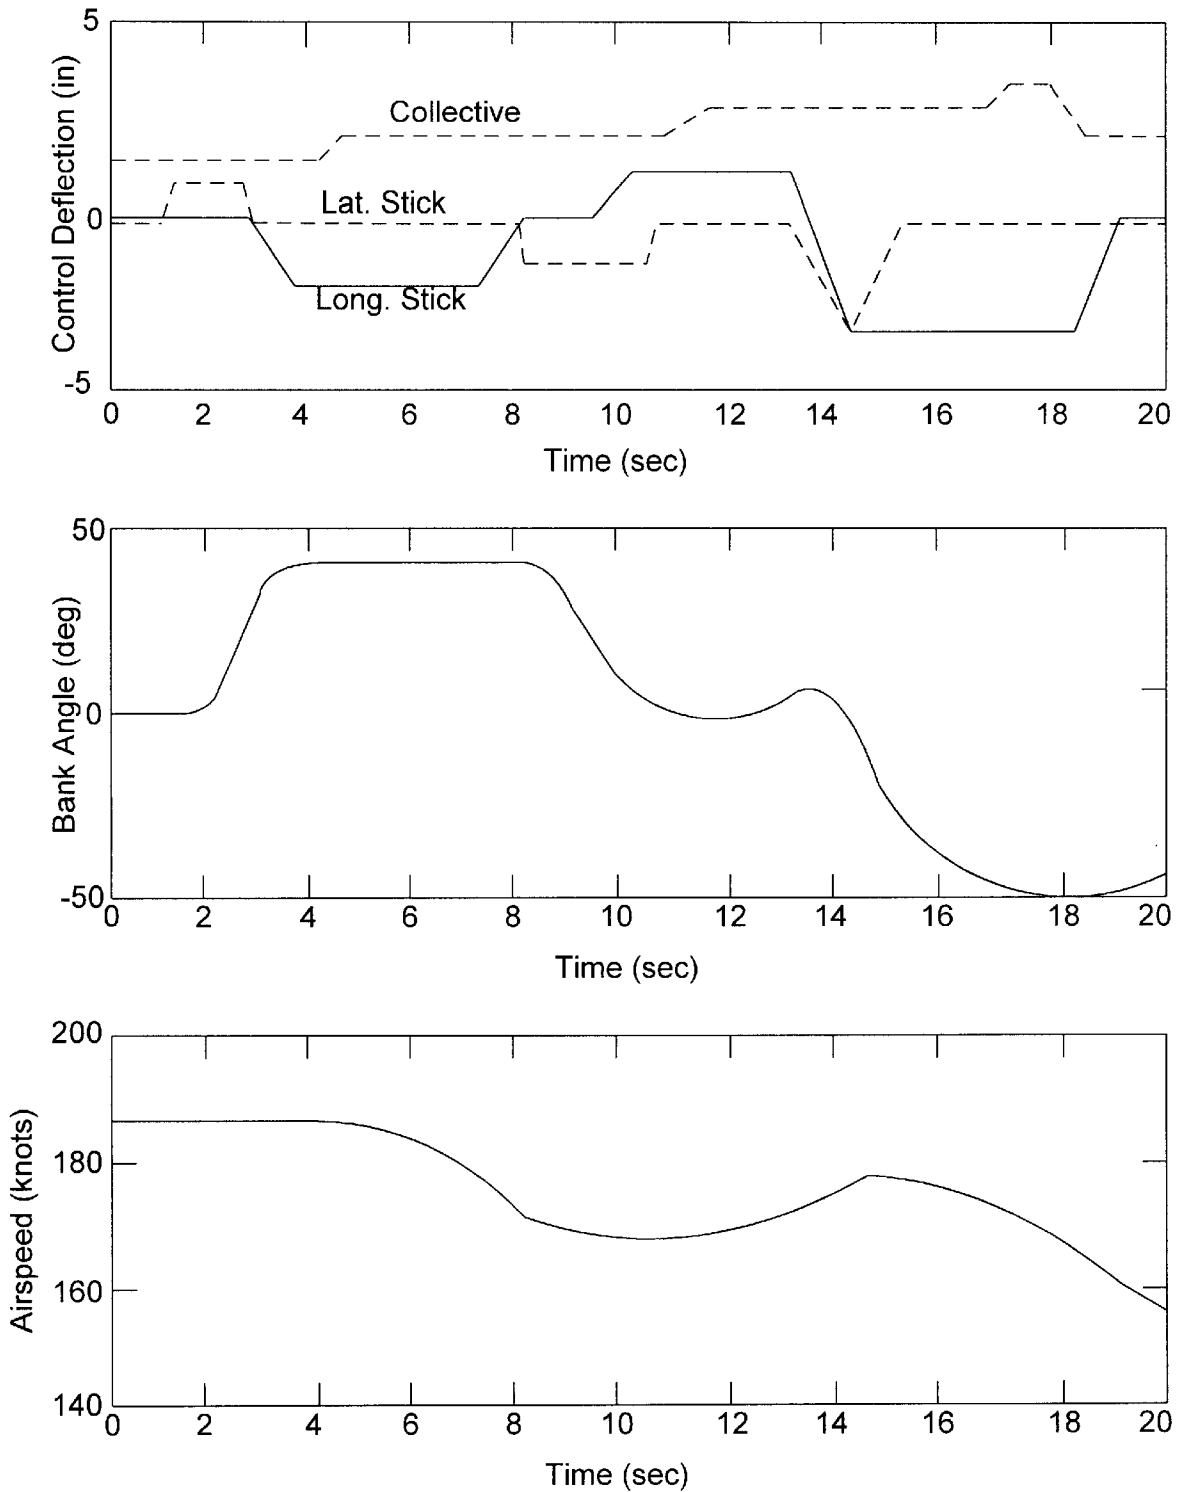 5
Control Deflection (in)
Collective
Lat. Stick
0
Long. Stick
-5
0 2 4 6 8 10 12 14 16 18 20
Time (sec)
50
Bank Angle (deg)
0
-50
0 2 4 6 8 10 12 14 16 18 20
Time (sec)
200
Airspeed (knots)
180
160
140
0 2 4 6 8 10 12 14 16 18 20
Time (sec)